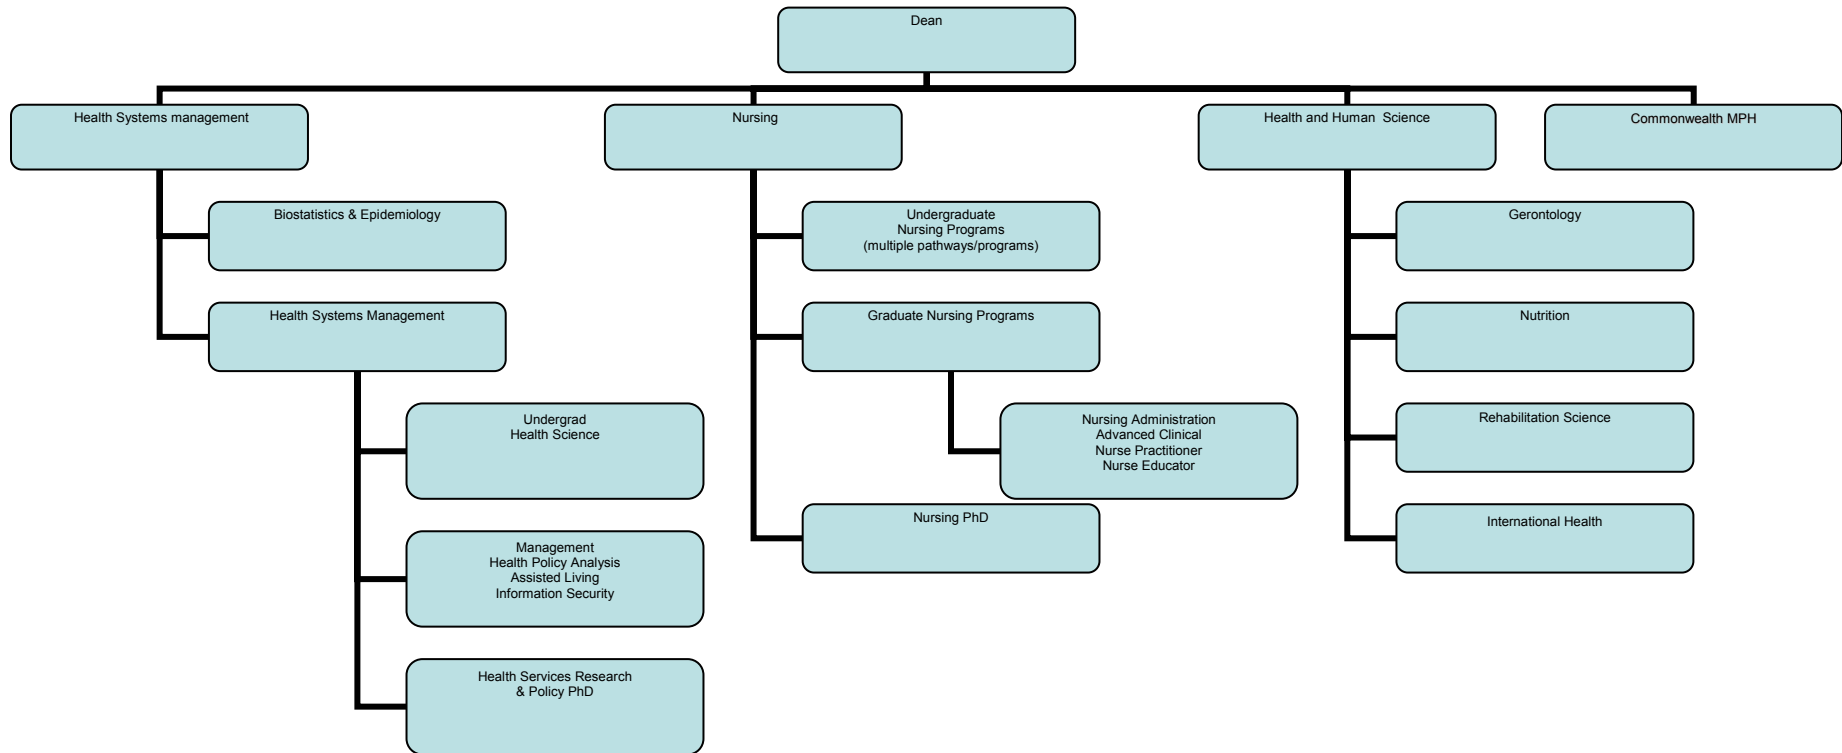 Dean
Health Systems management
Nursing
Health and Human Science
Commonwealth MPH
Biostatistics & Epidemiology
Health Systems Management
Undergrad
Health Science
Management
Health Policy Analysis
Assisted Living
Information Security
Health Services Research
& Policy PhD
Undergraduate
Nursing Programs
(multiple pathways/programs)
Graduate Nursing Programs
Nursing Administration
Advanced Clinical
Nurse Practitioner
Nurse Educator
Nursing PhD
Gerontology
Nutrition
Rehabilitation Science
International Health